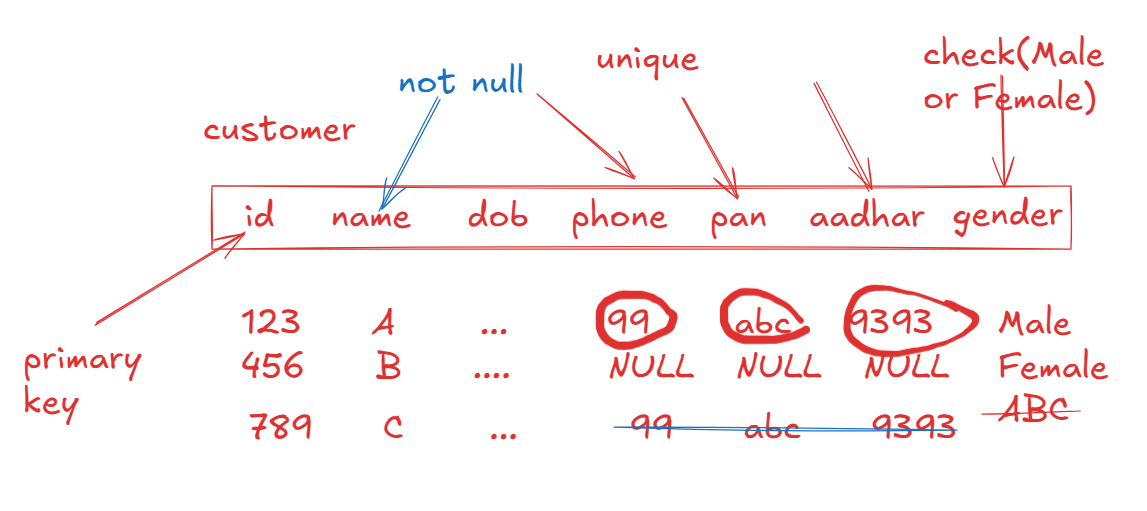 not null
unique
check(Male
or Female)
customer
id name dob phone pan aadhar gender
123 A ... 99 abc 9393 Male
primary
key
456 B .... NULL NULL NULL Female
ABC
789 C ... 99 abc 9393